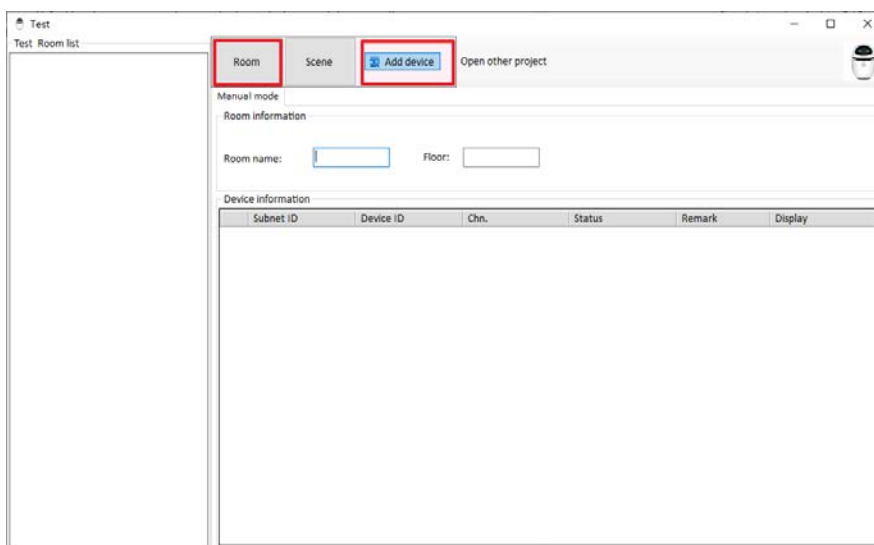 Test
Test Room list
Room Scene Add device Open other project
Manual mode
Room information
Room name: Floor:
Device information
Subnet ID Device ID Chn. Status Remark Display